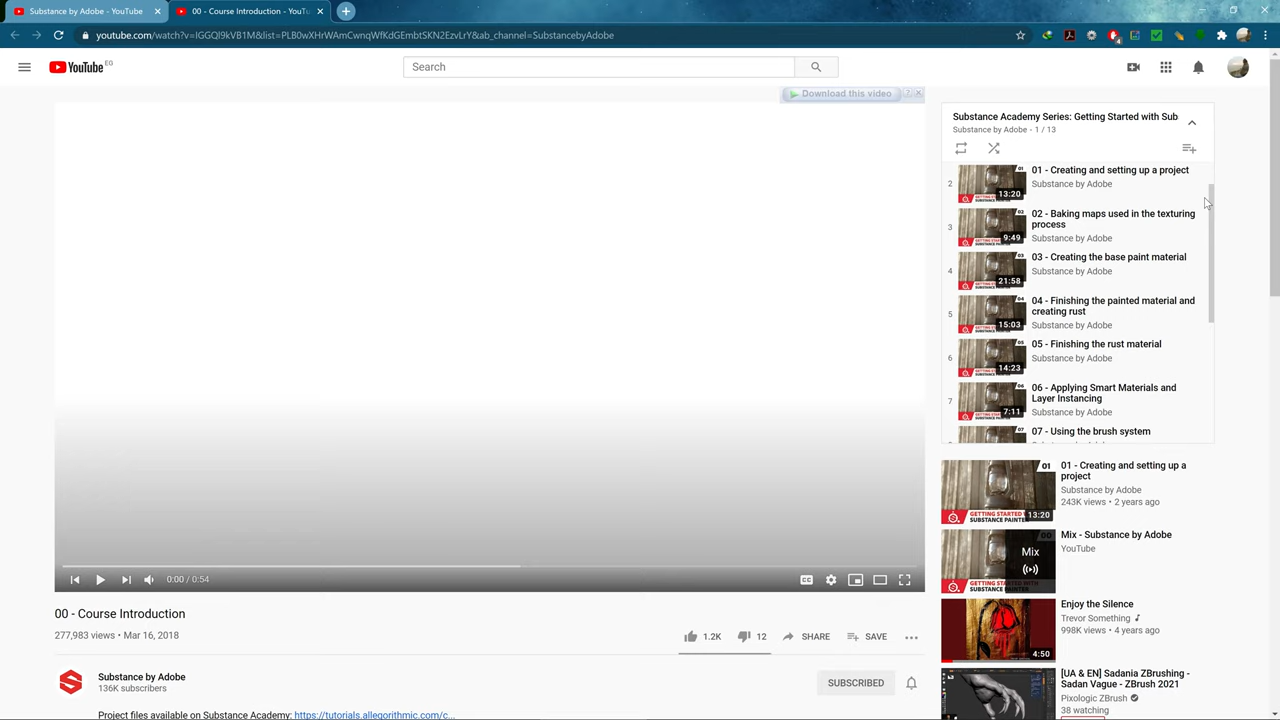 Substance by Adobe - YouTube
00 - Course Introduction - YouTu
youtube.com/watch?v=IGGQl9kVB1M&list=PLB0wXHrWAmCwnqWfKdGEmbtSKN2EzvLrY&ab_channel=SubstancebyAdobe
YouTube EG
Search
Download this video
?
Substance Academy Series: Getting Started with Sub
Substance by Adobe - 1 / 13
2
13:20
01 - Creating and setting up a project
Substance by Adobe
3
9:49
02 - Baking maps used in the texturing
process
Substance by Adobe
4
21:58
03 - Creating the base paint material
Substance by Adobe
5
15:03
04 - Finishing the painted material and
creating rust
Substance by Adobe
6
14:23
05 - Finishing the rust material
Substance by Adobe
7
7:11
06 - Applying Smart Materials and
Layer Instancing
Substance by Adobe
07 - Using the brush system
0:00 / 0:54
00 - Course Introduction
277,983 views • Mar 16, 2018
1.2K
12
SHARE
SAVE
Substance by Adobe
136K subscribers
SUBSCRIBED
Project files available on Substance Academy: https://tutorials.allegorithmic.com/c...
01
GETTING STARTED
SUBSTANCE PAINTER
13:20
01 - Creating and setting up a
project
Substance by Adobe
243K views • 2 years ago
Mix
Mix - Substance by Adobe
YouTube
4:50
Enjoy the Silence
Trevor Something
998K views • 4 years ago
[UA & EN] Sadania ZBrushing -
Sadan Vague - ZBrush 2021
Pixologic ZBrush
38 watching